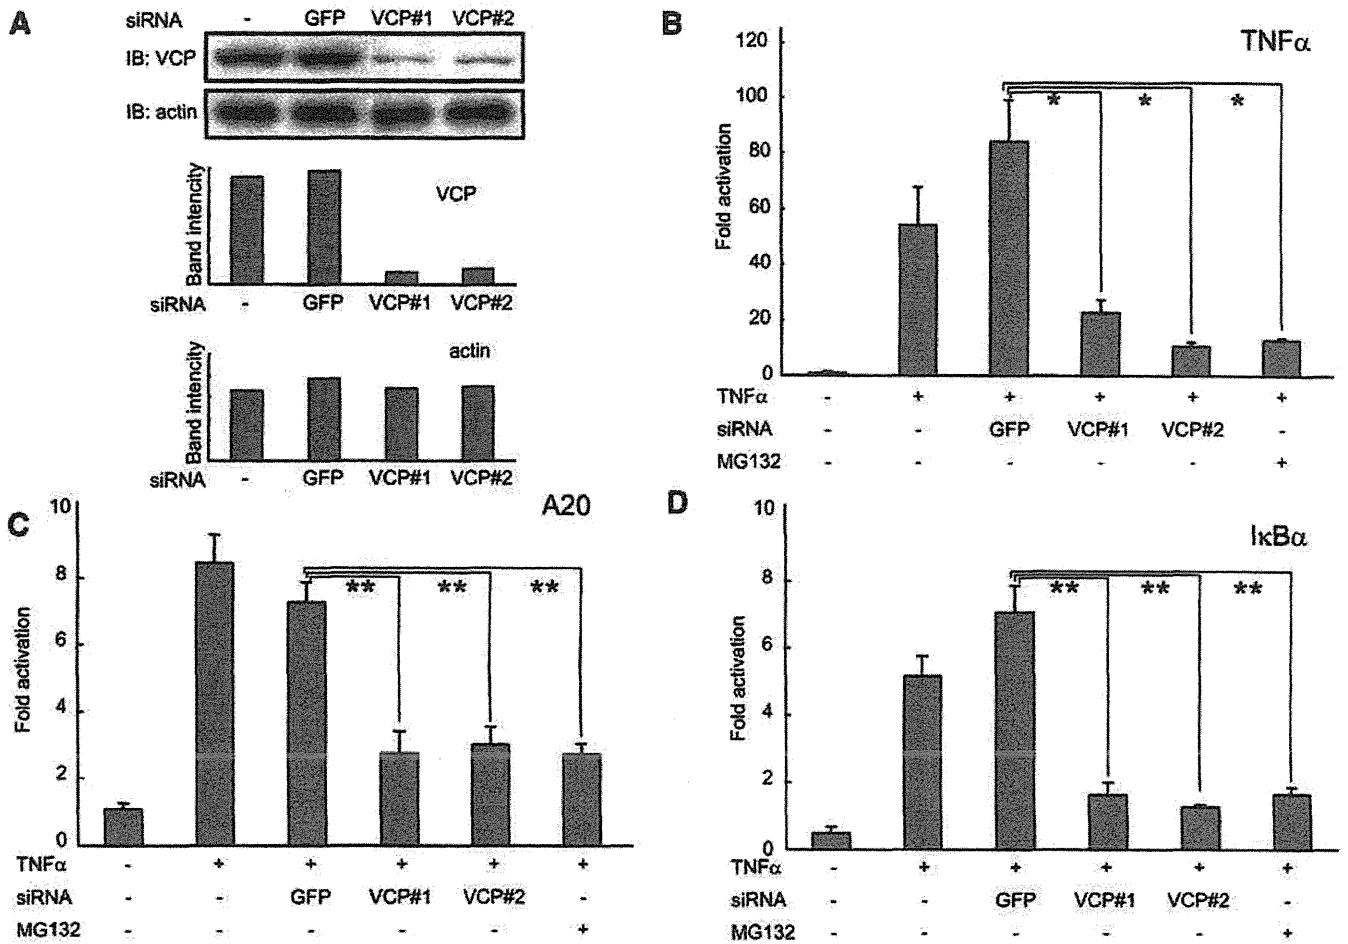 A
siRNA - GFP VCP#1 VCP#2
IB: VCP
IB: actin
Band intencity
VCP
siRNA - GFP VCP#1 VCP#2
Band intencity
actin
siRNA - GFP VCP#1 VCP#2
B
TNFα
120
100
80
60
40
20
0
Fold activation
* * *
TNFα - + + + + +
siRNA - - GFP VCP#1 VCP#2 -
MG132 - - - - - +
C
A20
10
8
6
4
2
0
Fold activation
** ** **
TNFα - + + + + +
siRNA - - GFP VCP#1 VCP#2 -
MG132 - - - - - +
D
IκBα
10
8
6
4
2
0
Fold activation
** ** **
TNFα - + + + + +
siRNA - - GFP VCP#1 VCP#2 -
MG132 - - - - - +